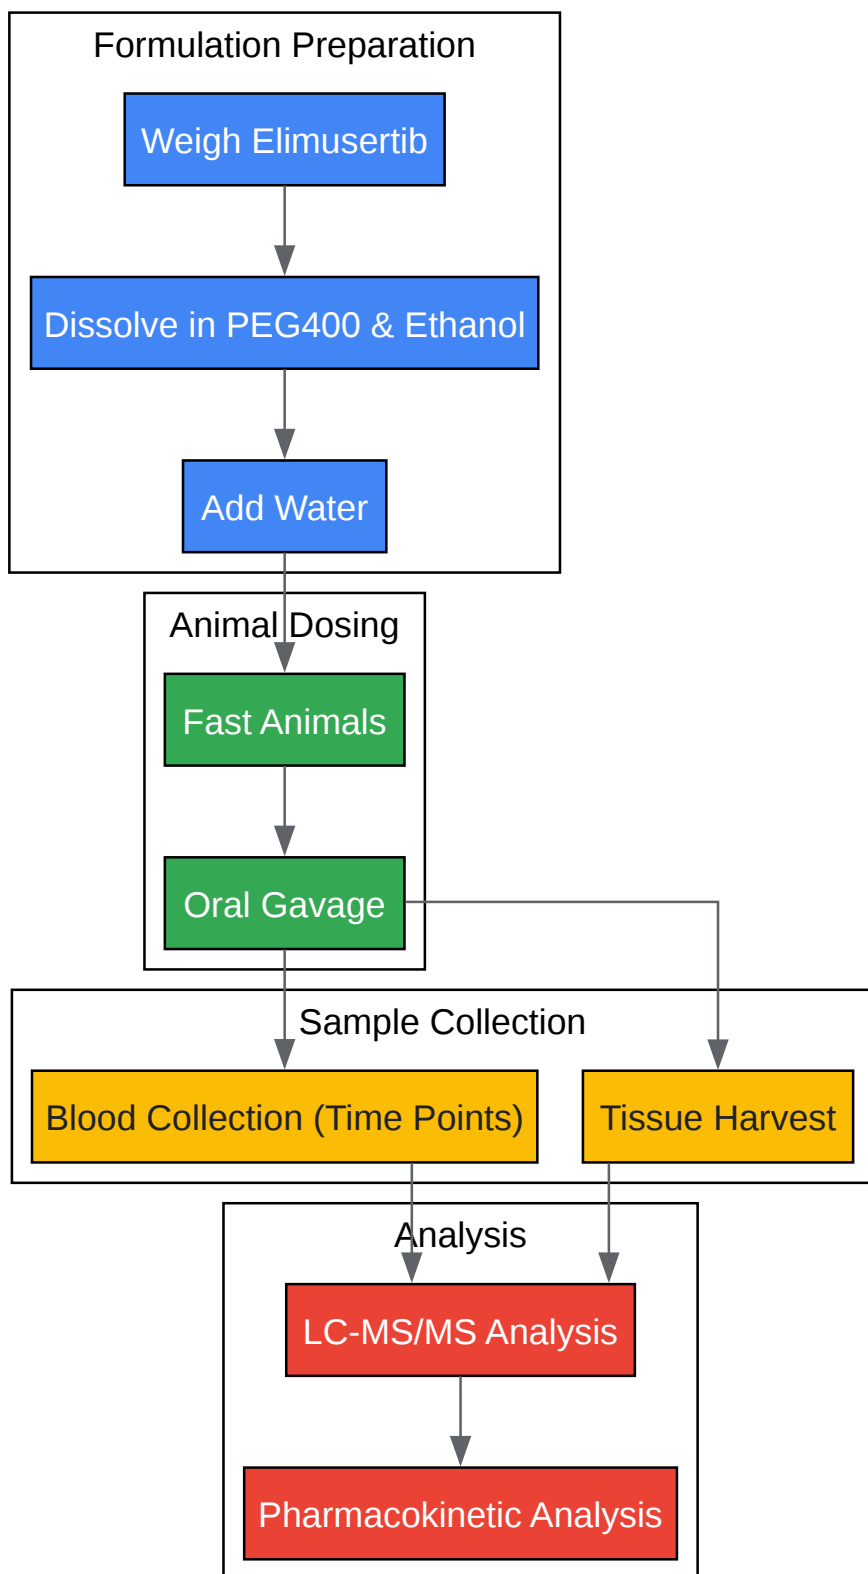 Formulation Preparation
Weigh Elimusertib
Dissolve in PEG400 & Ethanol
Add Water
Animal Dosing
Fast Animals
Oral Gavage
Sample Collection
Blood Collection (Time Points)
Tissue Harvest
Analysis
LC-MS/MS Analysis
Pharmacokinetic Analysis